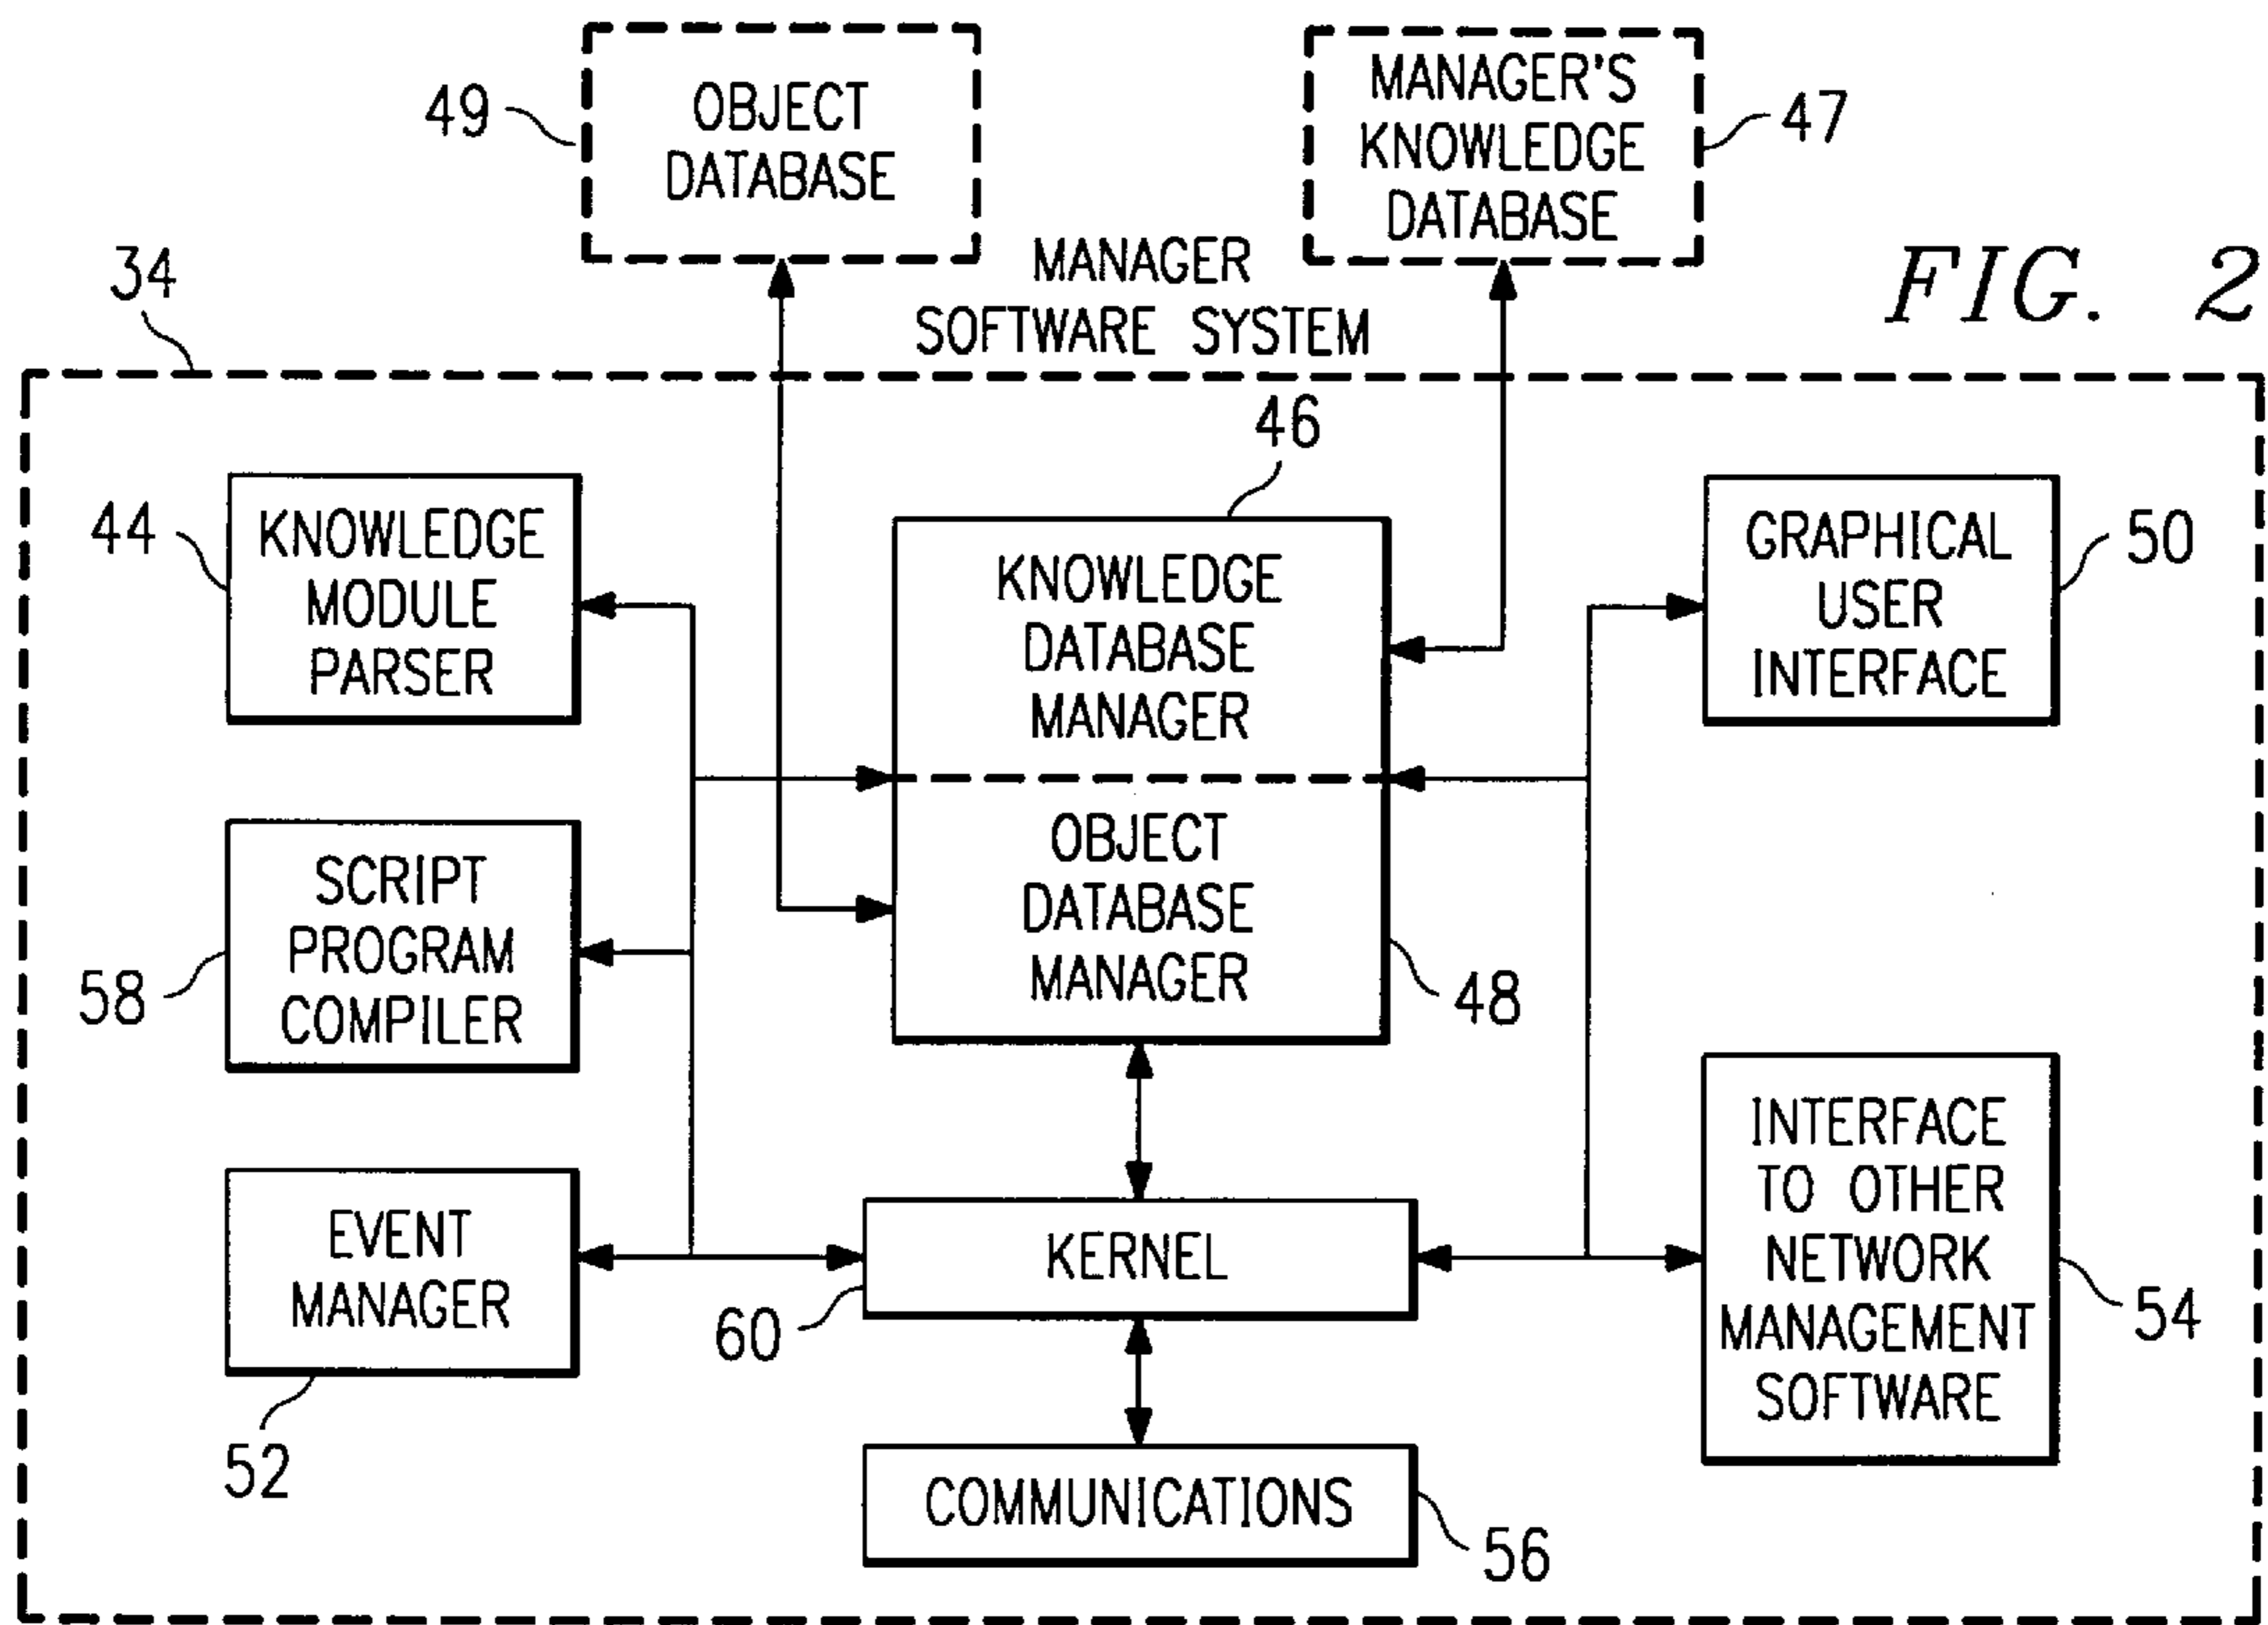 49
OBJECT
DATABASE
MANAGER'S
KNOWLEDGE
DATABASE
47
34
MANAGER
SOFTWARE SYSTEM
FIG. 2
46
44
KNOWLEDGE
MODULE
PARSER
KNOWLEDGE
DATABASE
MANAGER
GRAPHICAL
USER
INTERFACE
50
58
SCRIPT
PROGRAM
COMPILER
OBJECT
DATABASE
MANAGER
48
EVENT
MANAGER
52
KERNEL
60
INTERFACE
TO OTHER
NETWORK
MANAGEMENT
SOFTWARE
54
COMMUNICATIONS
56